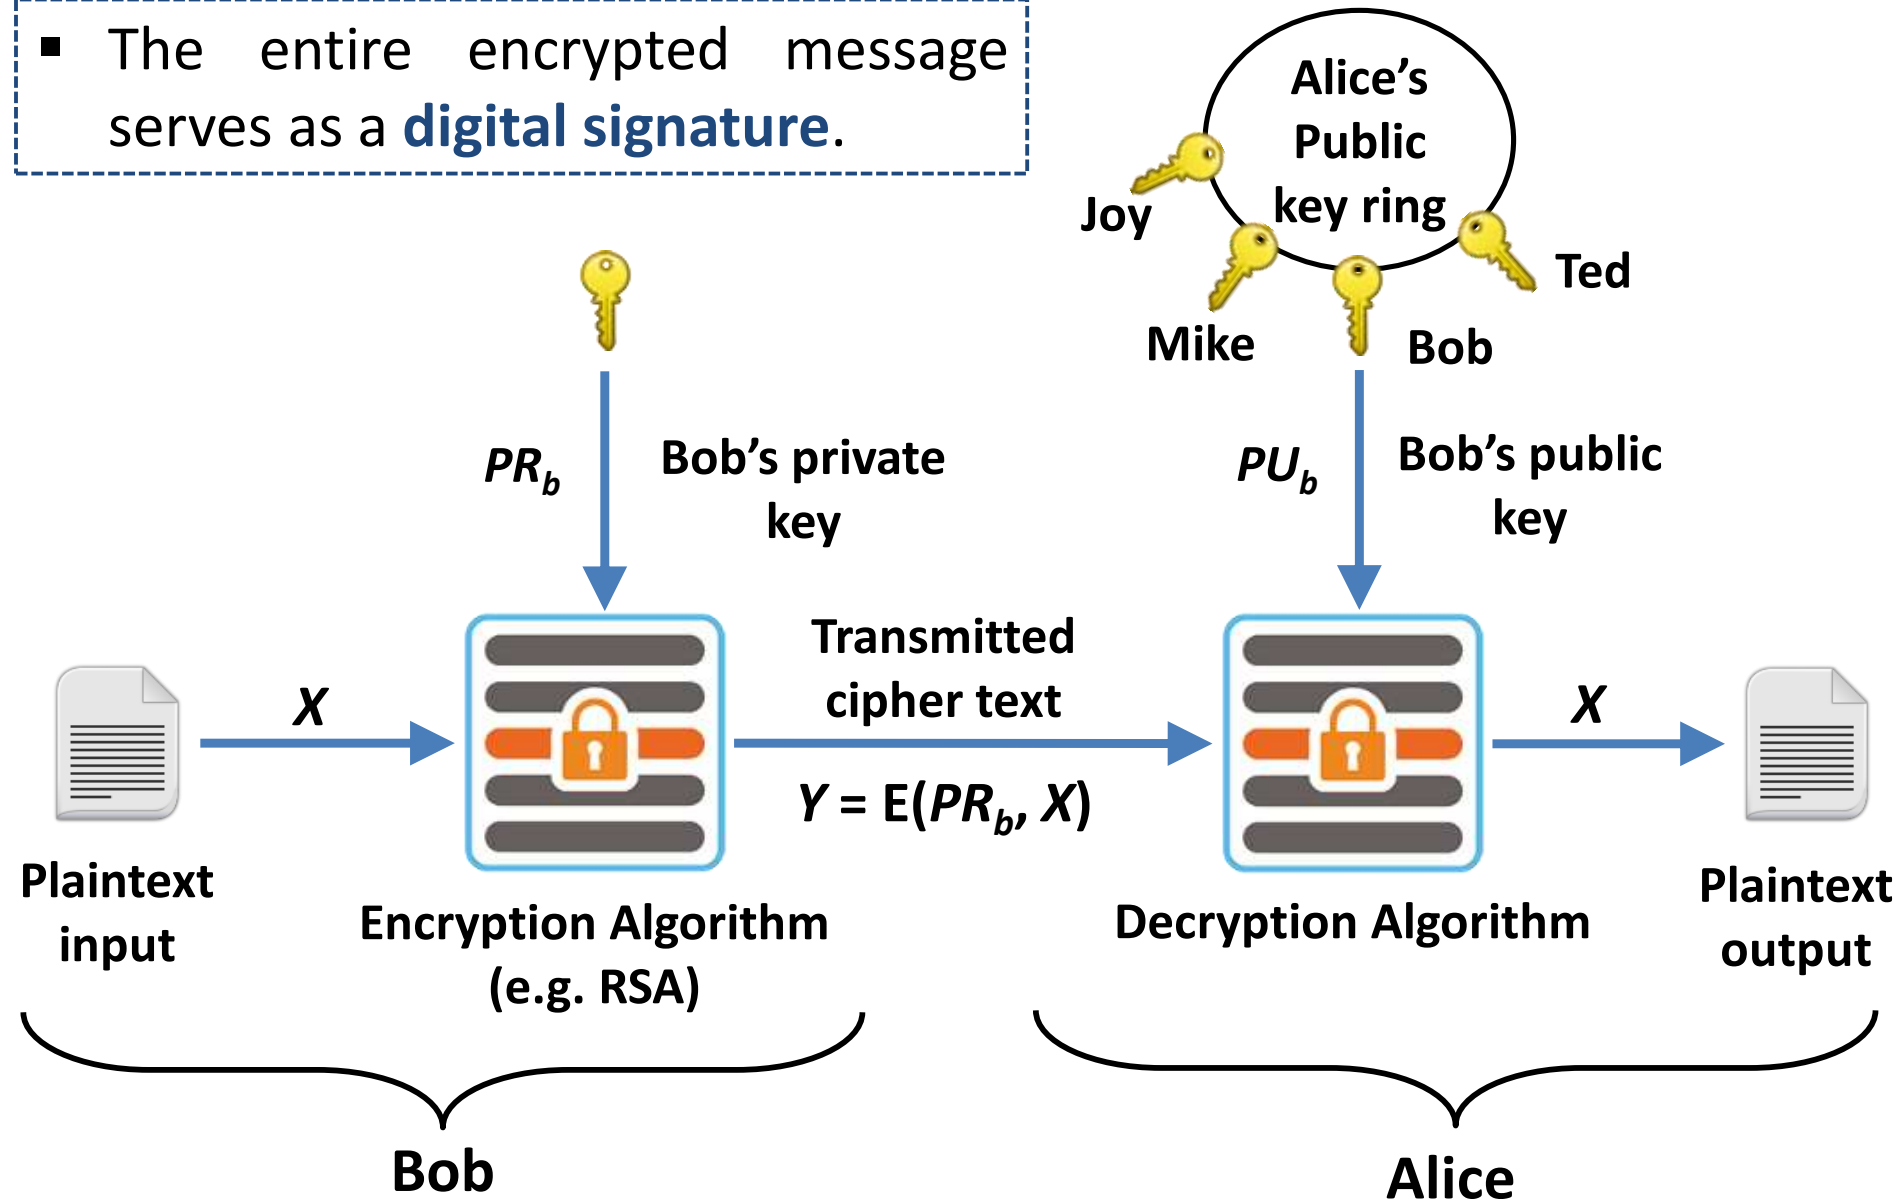 ▪ The entire encrypted message
serves as a digital signature.
Alice's
Public
key ring
Joy
Mike
Bob
Ted
PRb
Bob's private
key
PUb
Bob's public
key
X
Transmitted
cipher text
Y = E(PRb, X)
X
Plaintext
input
Encryption Algorithm
(e.g. RSA)
Decryption Algorithm
Plaintext
output
Bob
Alice